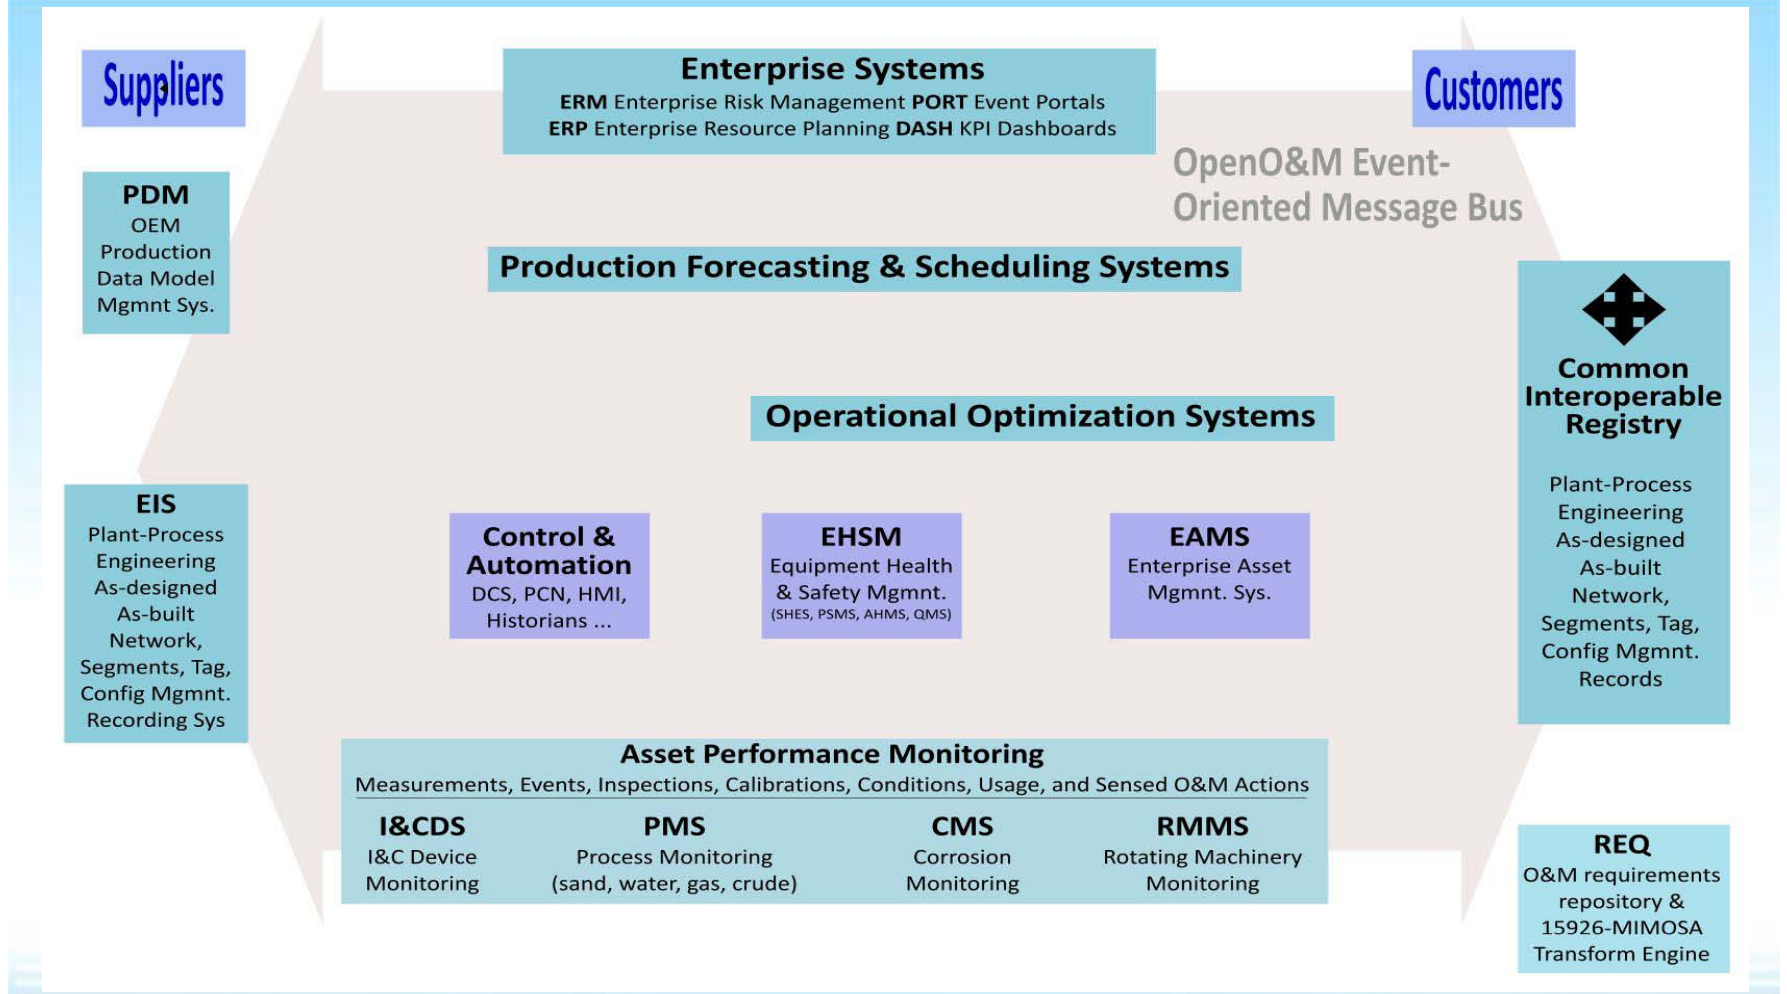 Suppliers
Enterprise Systems
ERM Enterprise Risk Management PORT Event Portals
ERP Enterprise Resource Planning DASH KPI Dashboards
Customers
OpenO&M Event-
Oriented Message Bus
PDM
OEM
Production
Data Model
Mgmnt Sys.
Production Forecasting & Scheduling Systems
Operational Optimization Systems
Common
Interoperable
Registry
Plant-Process
Engineering
As-designed
As-built
Network,
Segments, Tag,
Config Mgmnt.
Records
EIS
Plant-Process
Engineering
As-designed
As-built
Network,
Segments, Tag,
Config Mgmnt.
Recording Sys
Control &
Automation
DCS, PCN, HMI,
Historians ...
EHSM
Equipment Health
& Safety Mgmnt.
(SHES, PSMS, AHMS, QMS)
EAMS
Enterprise Asset
Mgmnt. Sys.
Asset Performance Monitoring
Measurements, Events, Inspections, Calibrations, Conditions, Usage, and Sensed O&M Actions
I&CDS
I&C Device
Monitoring
PMS
Process Monitoring
(sand, water, gas, crude)
CMS
Corrosion
Monitoring
RMMS
Rotating Machinery
Monitoring
REQ
O&M requirements
repository &
15926-MIMOSA
Transform Engine